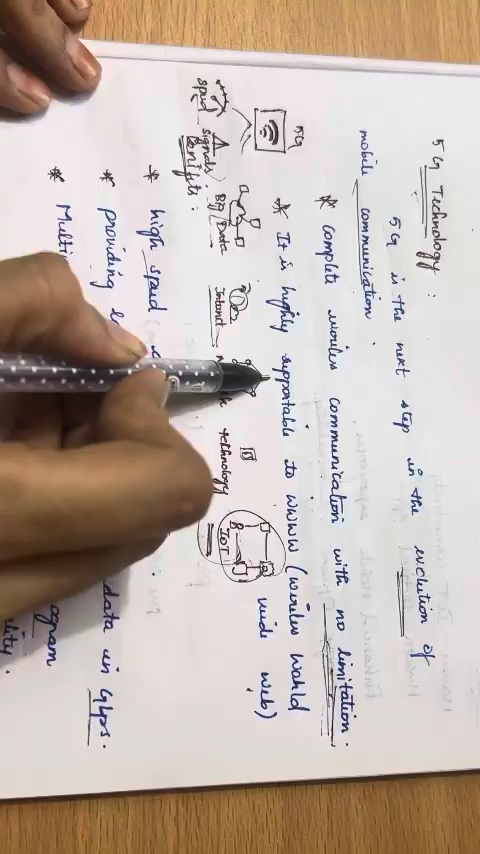 5G Technology :
5G is the next step in the evolution of
mobile communication
* Complete wireless communication with no limitation.
* It is highly supportable to WWWW (wireless World
wide web)
5G
speed signals Big Data Internet technology IoT
Benifits :
* high speed
* providing data in Gbps.
* Multi